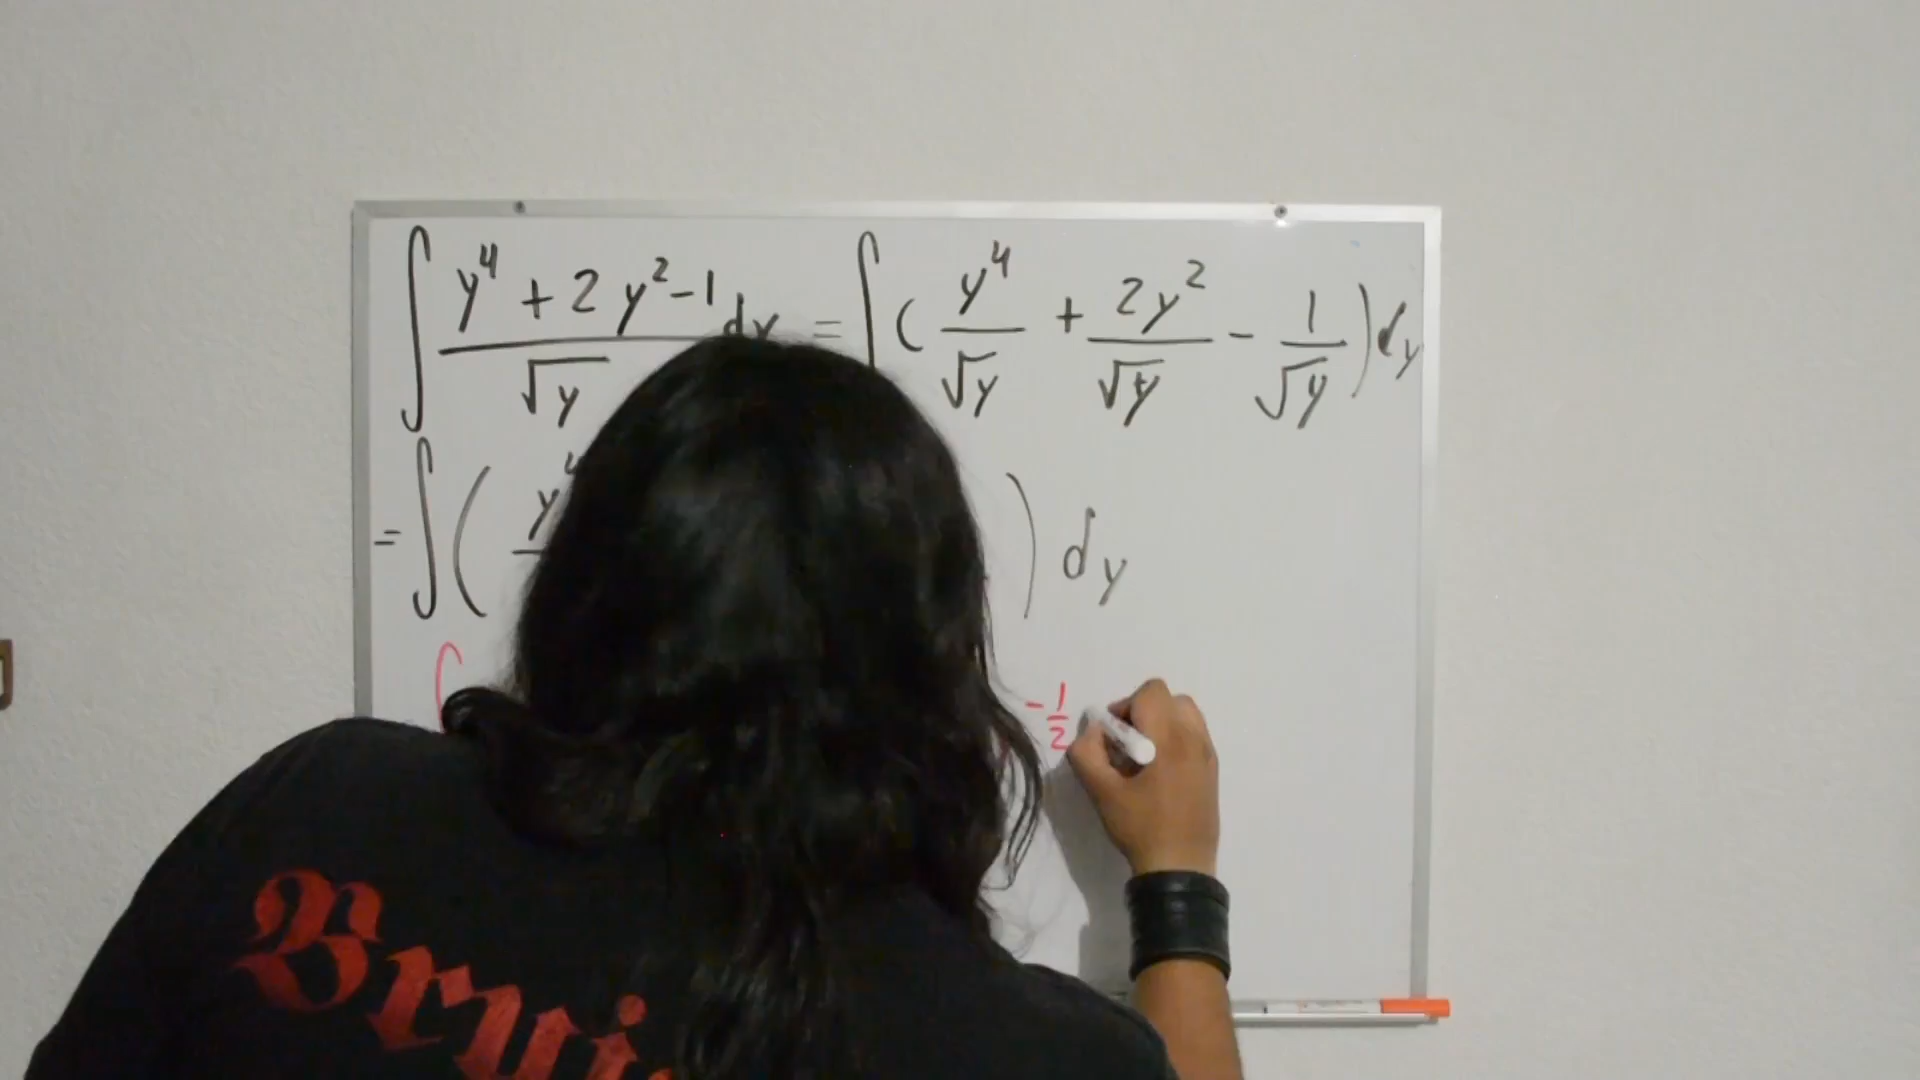 ∫ y⁴ + 2y² - 1 / √y dy = ∫ ( y⁴ / √y + 2y² / √y - 1 / √y ) dy
= ∫ ( y⁴ ) dy
∫ - 1/2